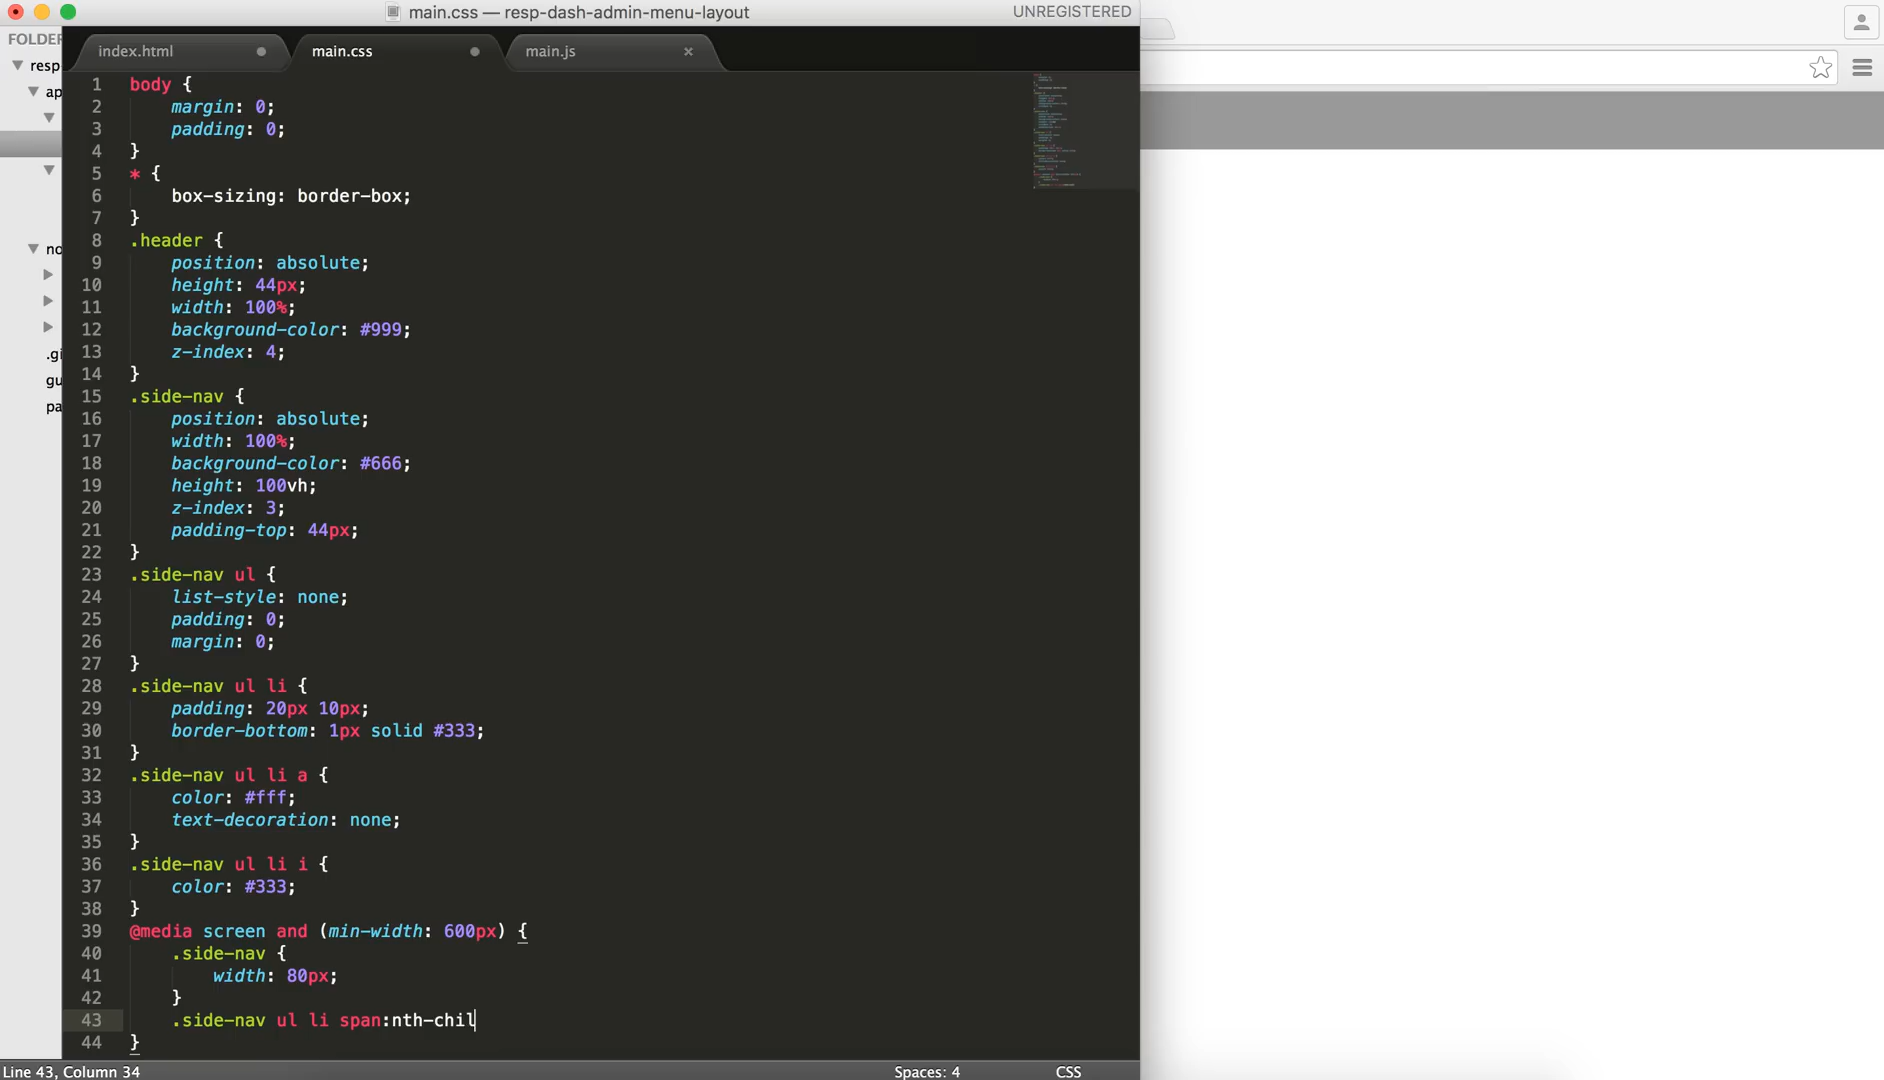 main.css — resp-dash-admin-menu-layout
UNREGISTERED
FOLDER
resp
ap
no
.gi
gu
pa
index.html
main.css
main.js
1 body {
2 margin: 0;
3 padding: 0;
4 }
5 * {
6 box-sizing: border-box;
7 }
8 .header {
9 position: absolute;
10 height: 44px;
11 width: 100%;
12 background-color: #999;
13 z-index: 4;
14 }
15 .side-nav {
16 position: absolute;
17 width: 100%;
18 background-color: #666;
19 height: 100vh;
20 z-index: 3;
21 padding-top: 44px;
22 }
23 .side-nav ul {
24 list-style: none;
25 padding: 0;
26 margin: 0;
27 }
28 .side-nav ul li {
29 padding: 20px 10px;
30 border-bottom: 1px solid #333;
31 }
32 .side-nav ul li a {
33 color: #fff;
34 text-decoration: none;
35 }
36 .side-nav ul li i {
37 color: #333;
38 }
39 @media screen and (min-width: 600px) {
40 .side-nav {
41 width: 80px;
42 }
43 .side-nav ul li span:nth-chil
44 }
Line 43, Column 34
Spaces: 4
CSS